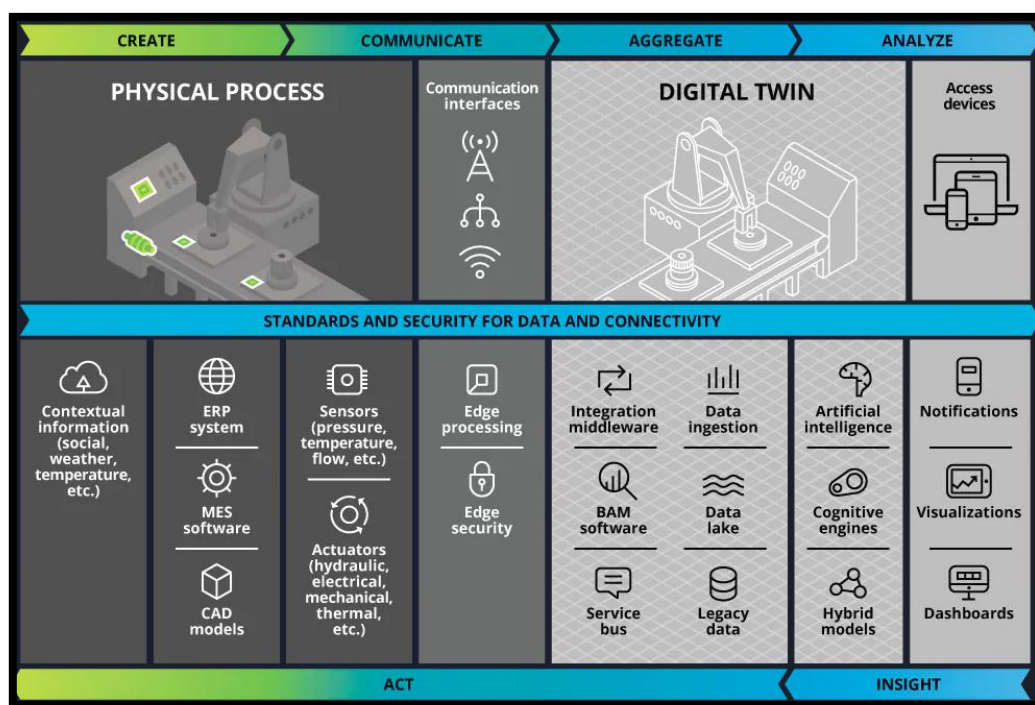 CREATE
COMMUNICATE
AGGREGATE
ANALYZE
PHYSICAL PROCESS
Communication
interfaces
DIGITAL TWIN
Access
devices
STANDARDS AND SECURITY FOR DATA AND CONNECTIVITY
Contextual
information
(social,
weather,
temperature,
etc.)
ERP
system
MES
software
CAD
models
Sensors
(pressure,
temperature,
flow, etc.)
Actuators
(hydraulic,
electrical,
mechanical,
thermal,
etc.)
Edge
processing
Edge
security
Integration
middleware
BAM
software
Service
bus
Data
ingestion
Data
lake
Legacy
data
Artificial
intelligence
Cognitive
engines
Hybrid
models
Notifications
Visualizations
Dashboards
ACT
INSIGHT